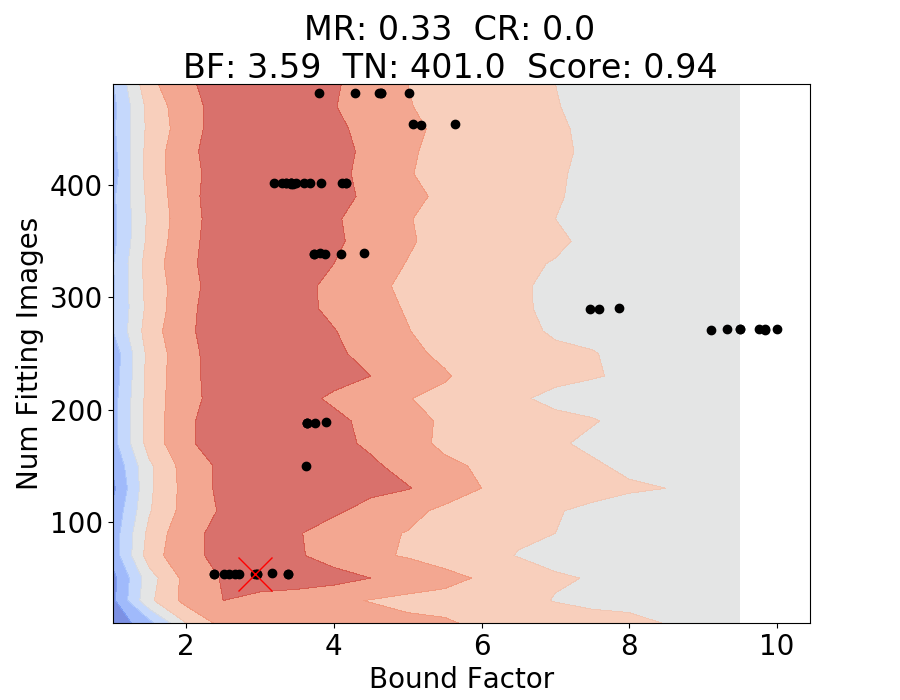 MR: 0.33 CR: 0.0
BF: 3.59 TN: 401.0 Score: 0.94
400
300
200
100
Num Fitting Images
2 4 6 8 10
Bound Factor